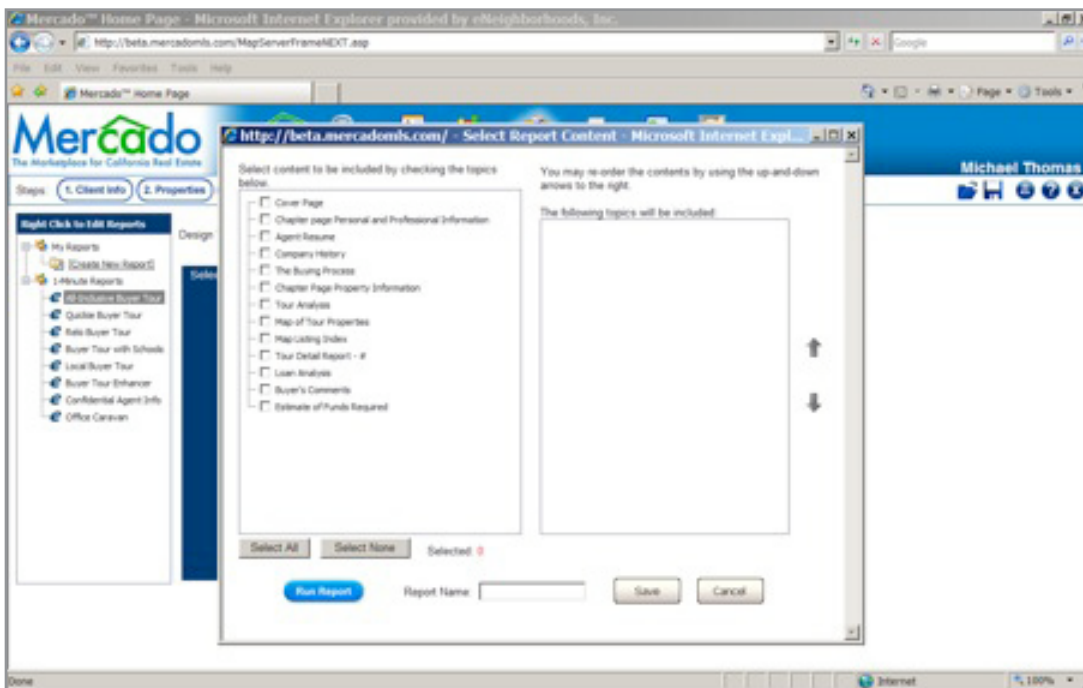 Mercado™ Home Page - Microsoft Internet Explorer provided by eNeighborhoods, Inc.
http://beta.mercadomls.com/MapServerFrameNEXT.asp
Google
File Edit View Favorites Tools Help
Mercado™ Home Page
Page Tools
Mercado
The Marketplace for California Real Estate
Michael Thomas
Steps 1. Client Info 2. Properties
Right Click to Edit Reports
My Reports
[Create New Report]
1-Minute Reports
All-Inclusive Buyer Tour
Quickie Buyer Tour
Relo Buyer Tour
Buyer Tour with Schools
Local Buyer Tour
Buyer Tour Enhancer
Confidential Agent Info
Office Caravan
Design
Selec
http://beta.mercadomls.com/ - Select Report Content - Microsoft Internet Expl...
Select content to be included by checking the topics
below.
Cover Page
Chapter page Personal and Professional Information
Agent Resume
Company History
The Buying Process
Chapter Page Property Information
Tour Analysis
Map of Tour Properties
Map Listing Index
Tour Detail Report - #
Loan Analysis
Buyer's Comments
Estimate of Funds Required
You may re-order the contents by using the up-and-down
arrows to the right.
The following topics will be included:
Select All Select None Selected: 0
Run Report Report Name: Save Cancel
Done Internet 100%